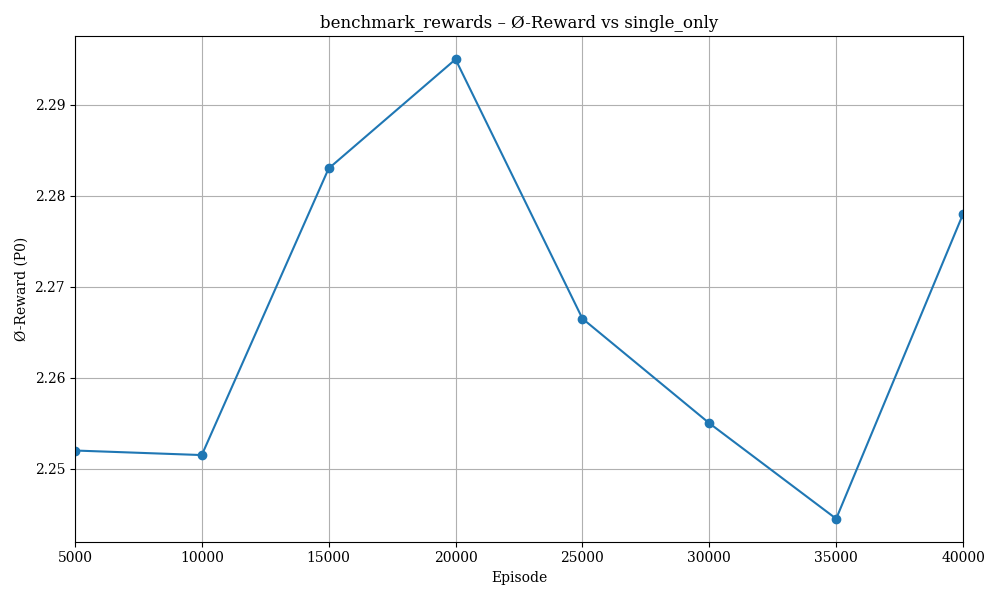 benchmark_rewards – Ø-Reward vs single_only
Ø-Reward (P0)
2.29
2.28
2.27
2.26
2.25
5000 10000 15000 20000 25000 30000 35000 40000
Episode